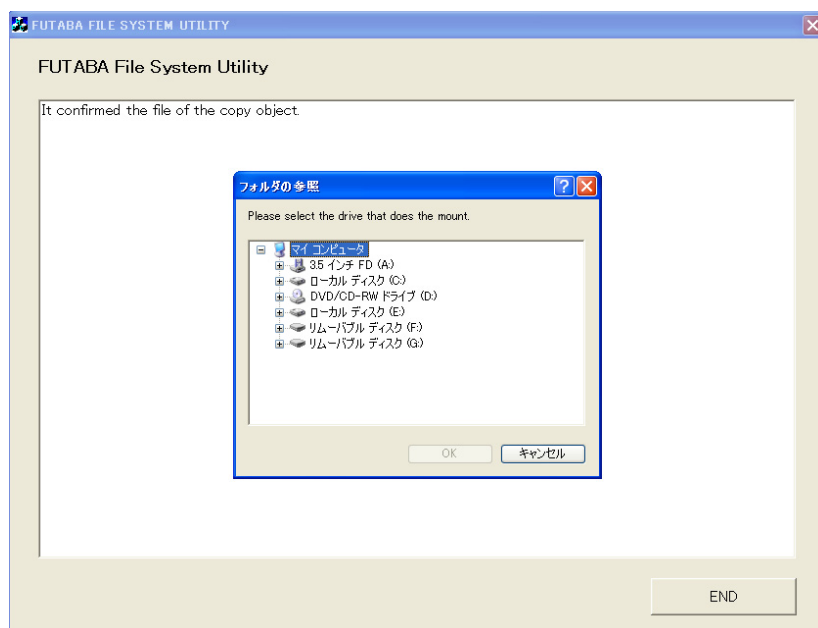 FUTABA FILE SYSTEM UTILITY
FUTABA File System Utility
It confirmed the file of the copy object.
フォルダの参照
Please select the drive that does the mount.
マイ コンピュータ
3.5 インチ FD (A:)
ローカル ディスク (C:)
DVD/CD-RW ドライブ (D:)
ローカル ディスク (E:)
リムーバブル ディスク (F:)
リムーバブル ディスク (G:)
OK
キャンセル
END